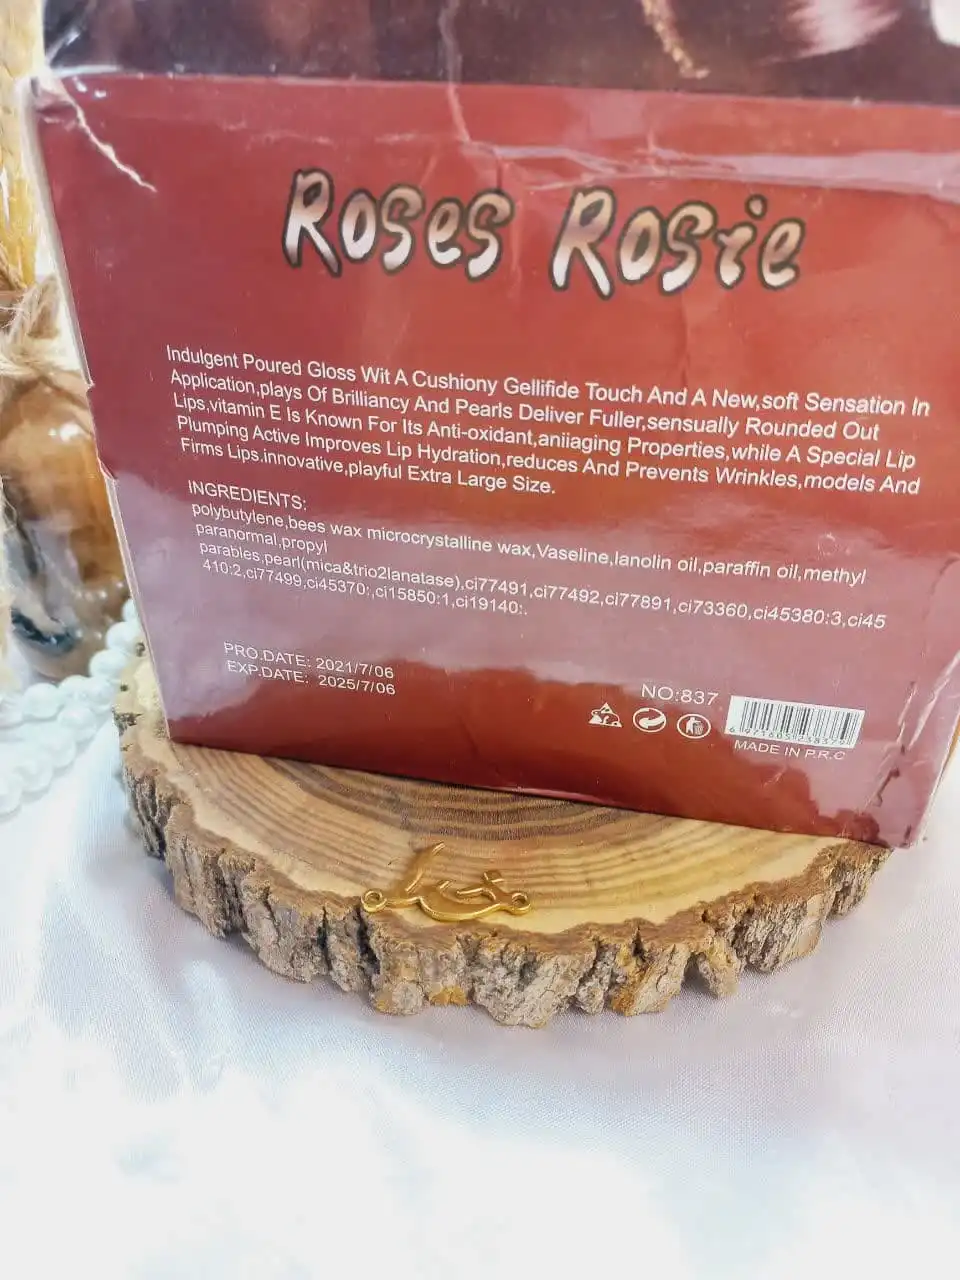 Roses Rosie
Indulgent Poured Gloss Wit A Cushiony Gellifide Touch And A New,soft Sensation In
Application,plays Of Brilliancy And Pearls Deliver Fuller,sensually Rounded Out
Lips,vitamin E Is Known For Its Anti-oxidant,aniiaging Properties,while A Special Lip
Plumping Active Improves Lip Hydration,reduces And Prevents Wrinkles,models And
Firms Lips.innovative,playful Extra Large Size.
INGREDIENTS:
polybutylene,bees wax microcrystalline wax,Vaseline,lanolin oil,paraffin oil,methyl
paranormal,propyl
parables,pearl(mica&trio2lanatase),ci77491,ci77492,ci77891,ci73360,ci45380:3,ci45
410:2,ci77499,ci45370:,ci15850:1,ci19140:.
PRO.DATE: 2021/7/06
EXP.DATE: 2025/7/06
NO:837
MADE IN P.R.C